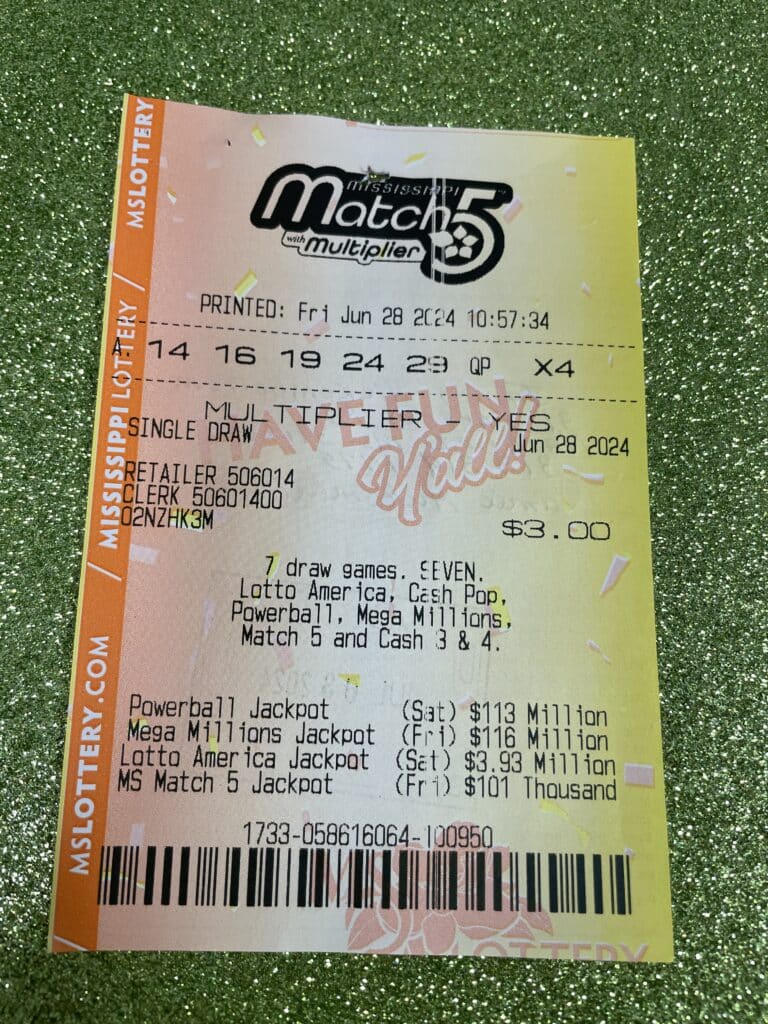 MSLOTTERY
MISSISSIPPI LOTTERY
MSLOTTERY.COM
MISSISSIPPI
Match 5
with Multiplier
PRINTED: Fri Jun 28 2024 10:57:34
A. 14 16 19 24 29 QP X4
MULTIPLIER - YES
SINGLE DRAW Jun 28 2024
HAVE FUN
Y'all!
RETAILER 506014
CLERK 50601400
02NZHK3M
$3.00
7 draw games. SEVEN.
Lotto America, Cash Pop,
Powerball, Mega Millions,
Match 5 and Cash 3 & 4.
Powerball Jackpot (Sat) $113 Million
Mega Millions Jackpot (Fri) $116 Million
Lotto America Jackpot (Sat) $3.93 Million
MS Match 5 Jackpot (Fri) $101 Thousand
1733-058616064-100950
LOTTERY